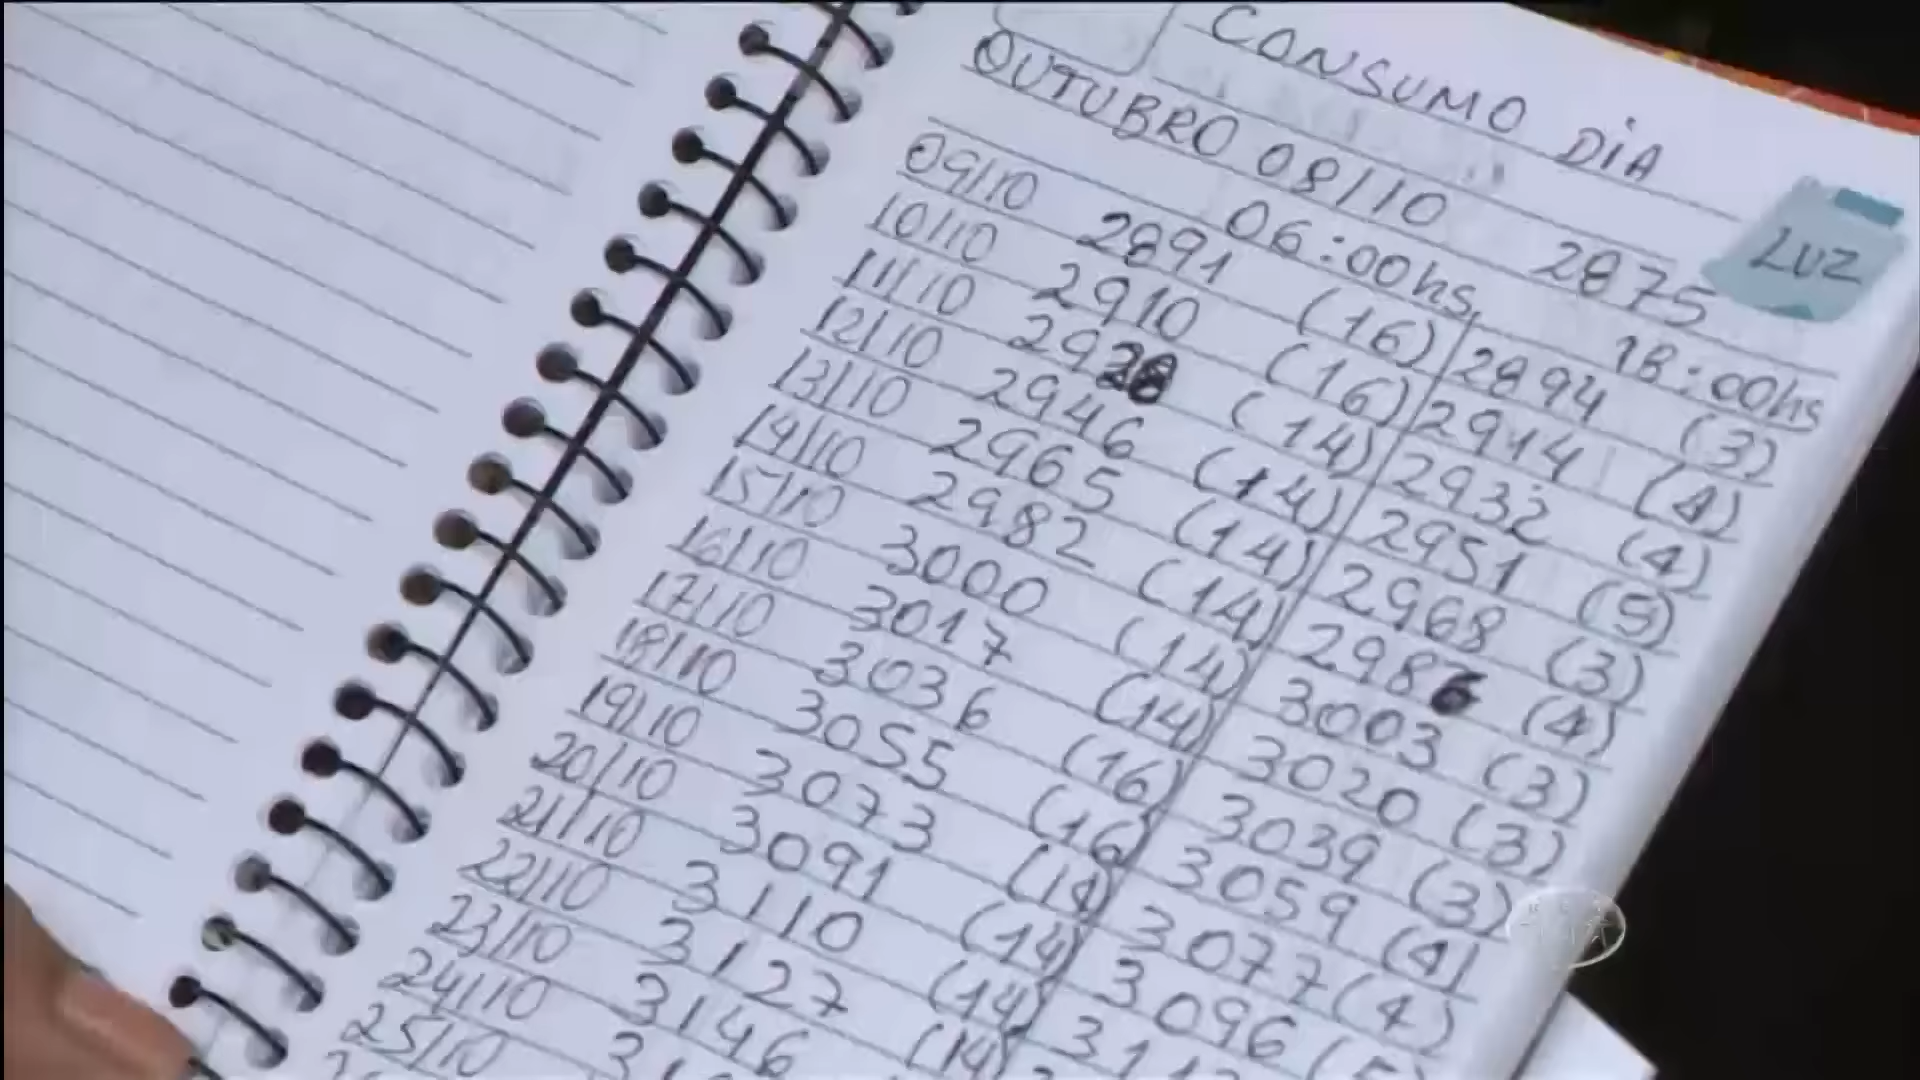 CONSUMO DIA
OUTUBRO 08/10 2875
LUZ
06:00hs 18:00hs
09/10 2891 (16) 2894 (3)
10/10 2910 (16) 2914 (4)
11/10 2928 (14) 2932 (4)
12/10 2946 (14) 2951 (5)
13/10 2965 (14) 2968 (3)
14/10 2982 (14) 2986 (4)
15/10 3000 (14) 3003 (3)
16/10 3017 (14) 3020 (3)
17/10 3036 (16) 3039 (3)
18/10 3055 (16) 3059 (4)
19/10 3073 (14) 3077 (4)
20/10 3091 (14) 3096 (5)
21/10 3110 (14)
22/10 3127 (14)
23/10 3146
24/10
25/10